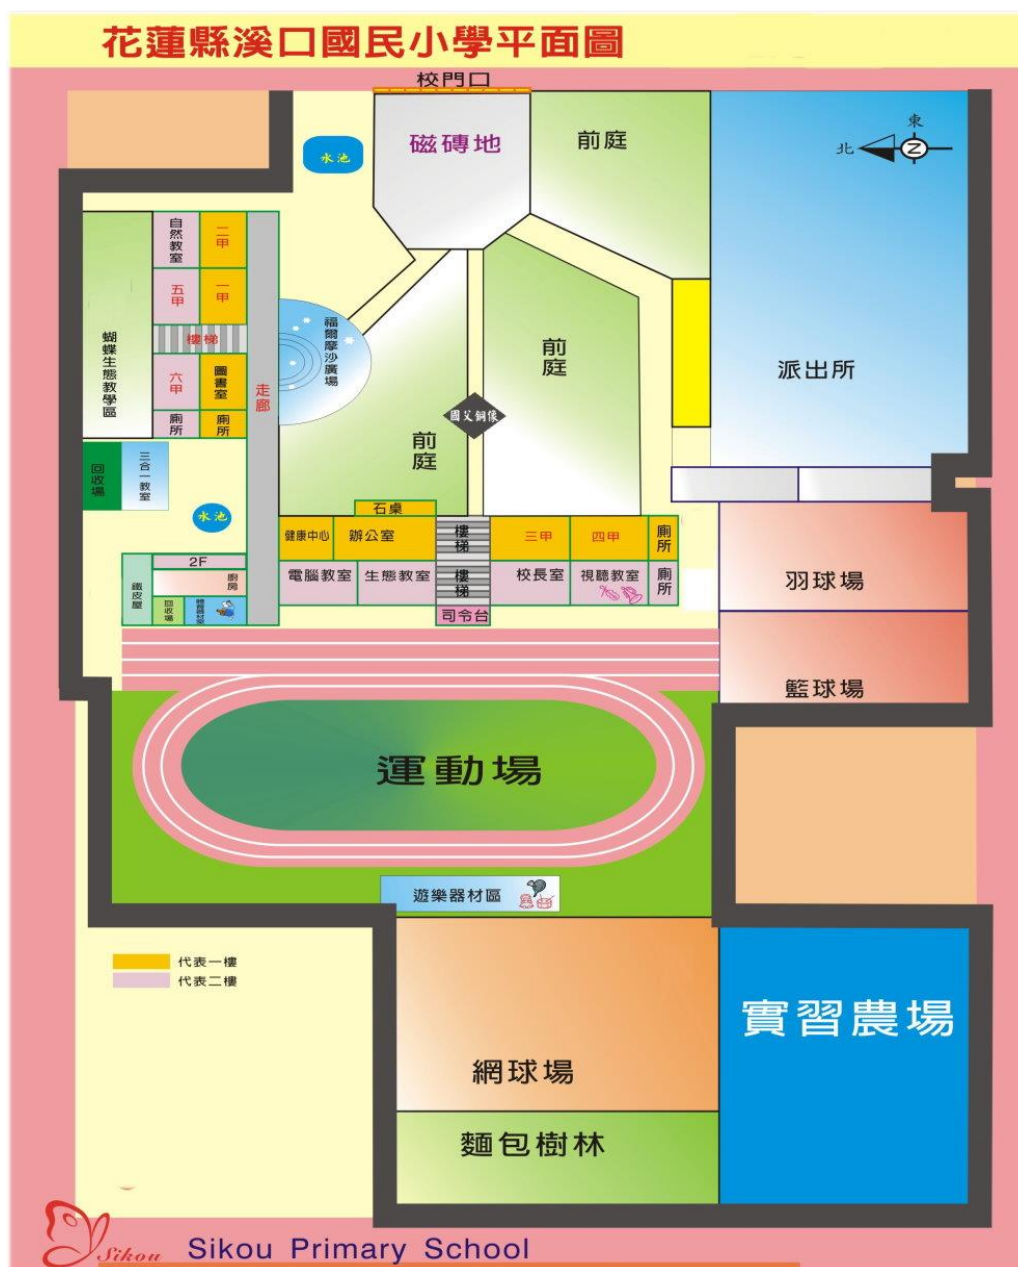 花蓮縣溪口國民小學平面圖
校門口
磁磚地
前庭
水池
東
北
N
派出所
自然教室
二甲
五甲
一甲
樓梯
六甲
圖書室
廁所
廁所
走廊
蝴蝶生態教學區
福爾摩沙廣場
前庭
前庭
國父銅像
回收場
三合一教室
水池
石桌
健康中心
辦公室
樓梯
三甲
四甲
廁所
電腦教室
生態教室
樓梯
校長室
視聽教室
廁所
司令台
2F
廚房
鐵皮屋
回收場
體育器材室
羽球場
籃球場
運動場
遊樂器材區
代表一樓
代表二樓
網球場
麵包樹林
實習農場
Sikou
Sikou Primary School